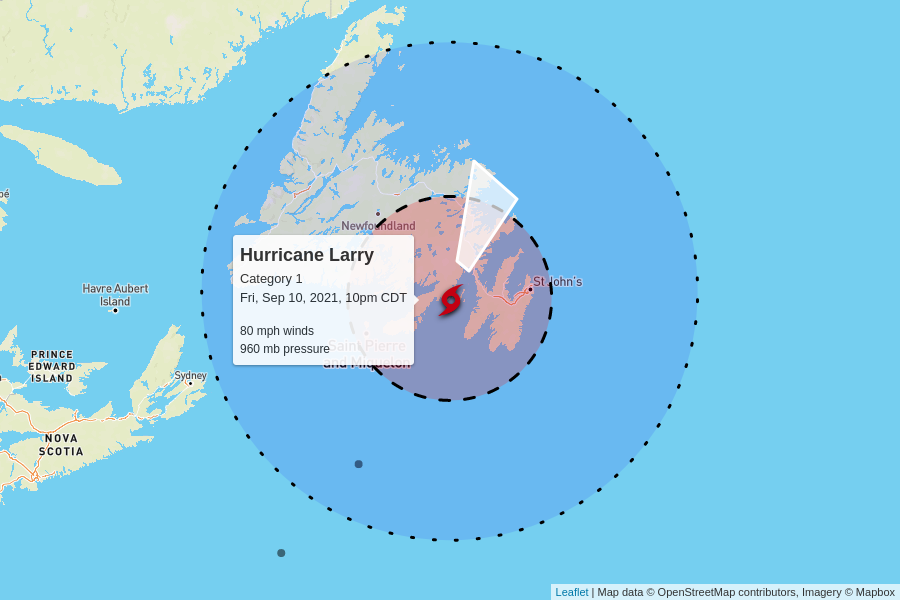 pé
Newfoundland
Hurricane Larry
Category 1
Fri, Sep 10, 2021, 10pm CDT
80 mph winds
960 mb pressure
St John's
Havre Aubert
Island
Saint Pierre
and Miquelon
PRINCE
EDWARD
ISLAND
Sydney
NOVA
SCOTIA
Leaflet | Map data © OpenStreetMap contributors, Imagery © Mapbox